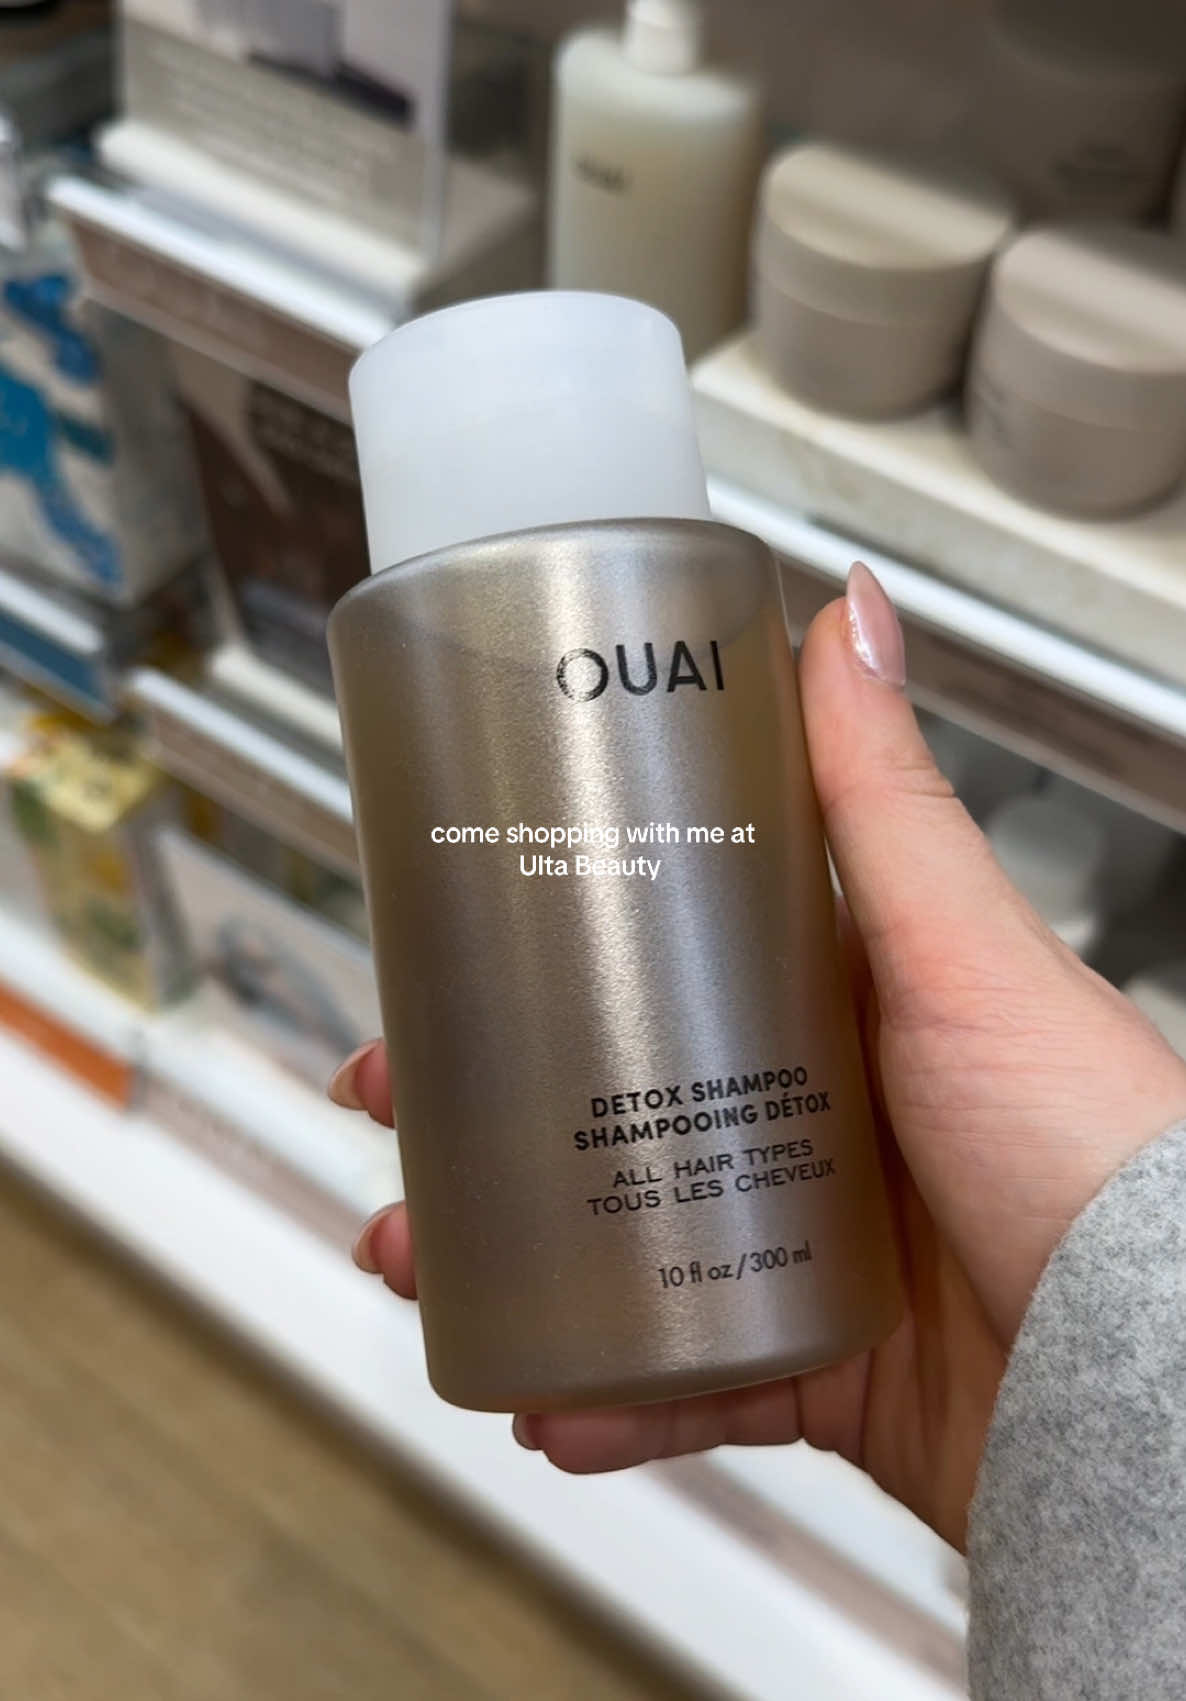 OUAI
come shopping with me at
Ulta Beauty
DETOX SHAMPOO
SHAMPOOING DÉTOX
ALL HAIR TYPES
TOUS LES CHEVEUX
10 fl oz/300 ml